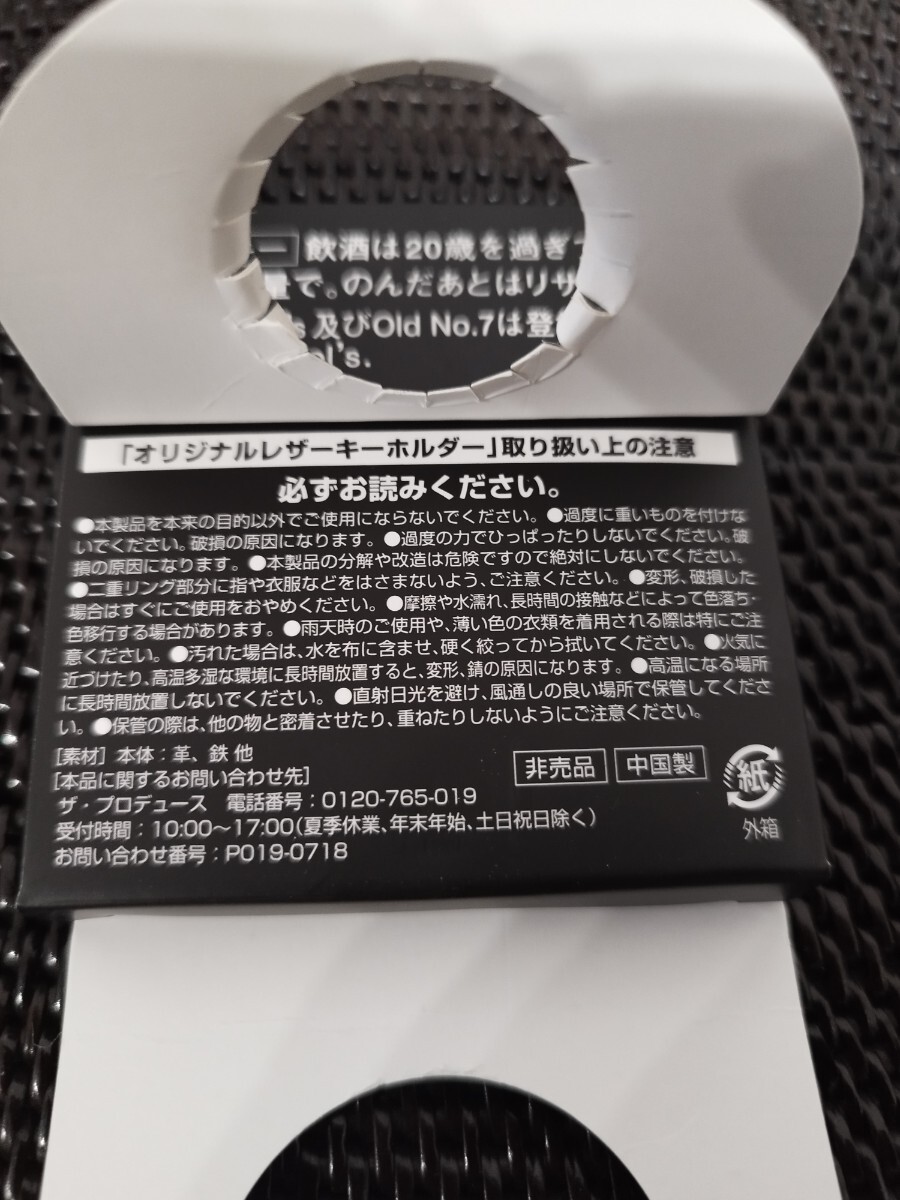 ー 飲酒は20歳を過ぎ
量で。のんだあとはリサ
s 及びOld No.7は登
el's.
「オリジナルレザーキーホルダー」取り扱い上の注意
必ずお読みください。
●本製品を本来の目的以外でご使用にならないでください。●過度に重いものを付けな
いでください。破損の原因になります。●過度の力でひっぱったりしないでください。破
損の原因になります。●本製品の分解や改造は危険ですので絶対にしないでください。
●二重リング部分に指や衣服などをはさまないよう、ご注意ください。●変形、破損した
場合はすぐにご使用をおやめください。●摩擦や水濡れ、長時間の接触などによって色落ち・
色移行する場合があります。●雨天時のご使用や、薄い色の衣類を着用される際は特にご注
意ください。●汚れた場合は、水を布に含ませ、硬く絞ってから拭いてください。●火気に
近づけたり、高温多湿な環境に長時間放置すると、変形、錆の原因になります。●高温になる場所
に長時間放置しないでください。●直射日光を避け、風通しの良い場所で保管してくださ
い。●保管の際は、他の物と密着させたり、重ねたりしないようにご注意ください。
[素材] 本体：革、鉄 他
[本品に関するお問い合わせ先]
非売品 中国製
ザ・プロデュース 電話番号：0120-765-019
受付時間：10:00〜17:00(夏季休業、年末年始、土日祝日除く)
お問い合わせ番号：P019-0718
紙
外箱